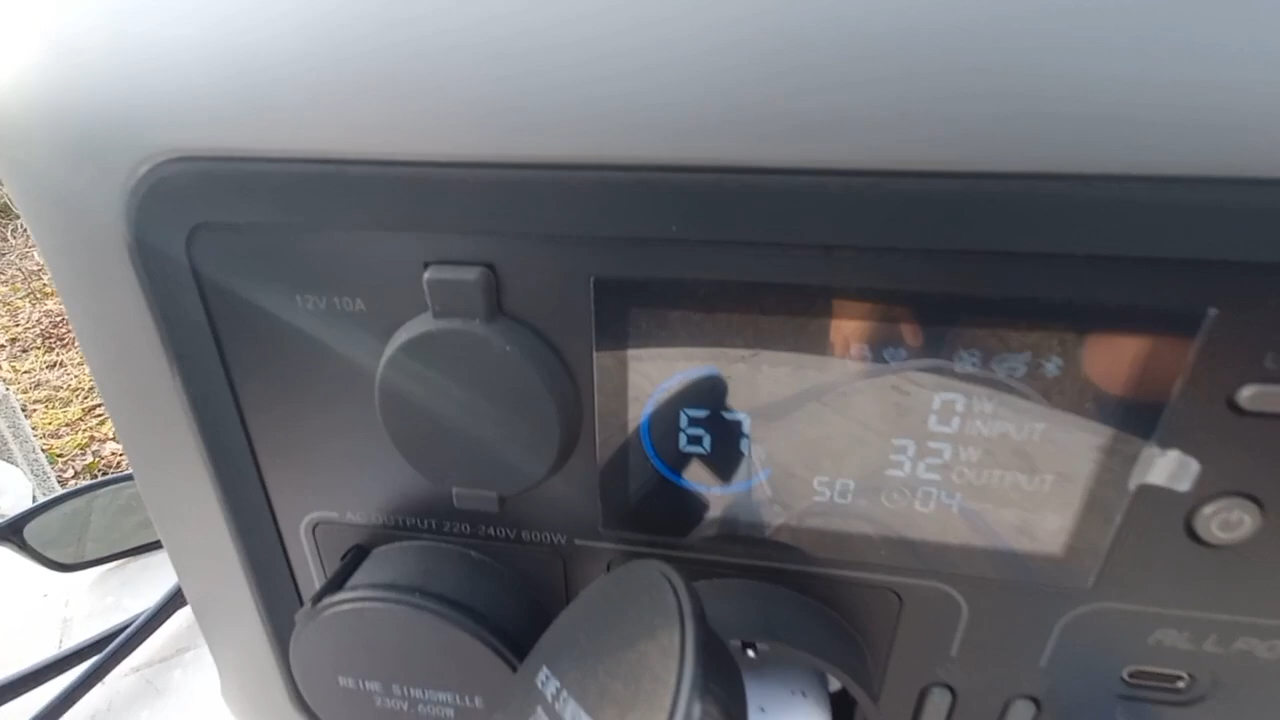 12V 10A
67
0 W
INPUT
32 W
OUTPUT
50
04
AC OUTPUT 220-240V 600W
REINE SINUSWELLE
230V.600W